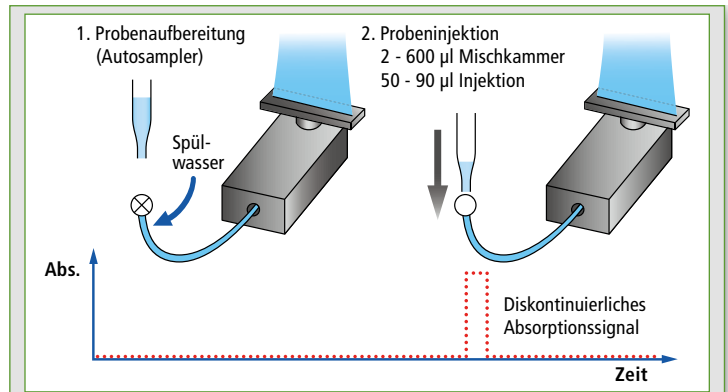 1. Probenaufbereitung
(Autosampler)
Spül-
wasser
2. Probeninjektion
2 - 600 µl Mischkammer
50 - 90 µl Injektion
Abs.
Diskontinuierliches
Absorptionssignal
Zeit